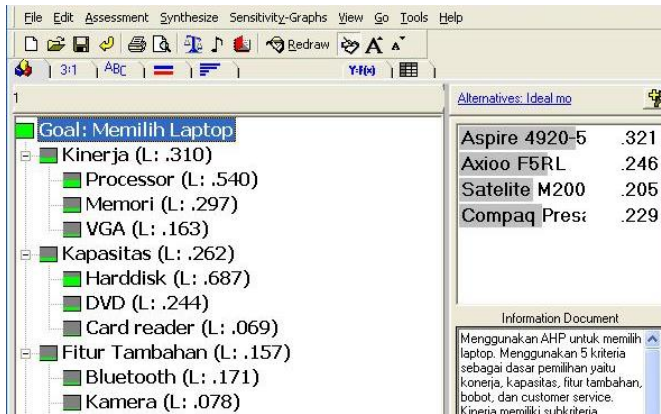 File Edit Assessment Synthesize Sensitivity-Graphs View Go Tools Help
Redraw A A
3:1 ABC Y:F(x)
1
Alternatives: Ideal mo
Goal: Memilih Laptop
Kinerja (L: .310)
Processor (L: .540)
Memori (L: .297)
VGA (L: .163)
Kapasitas (L: .262)
Harddisk (L: .687)
DVD (L: .244)
Card reader (L: .069)
Fitur Tambahan (L: .157)
Bluetooth (L: .171)
Kamera (L: .078)
Aspire 4920-5 .321
Axioo F5RL .246
Satelite M200 .205
Compaq Presa .229
Information Document
Menggunakan AHP untuk memilih
laptop. Menggunakan 5 kriteria
sebagai dasar pemilihan yaitu
konerja, kapasitas, fitur tambahan,
bobot, dan customer service.
Kinerja memiliki subkriteria